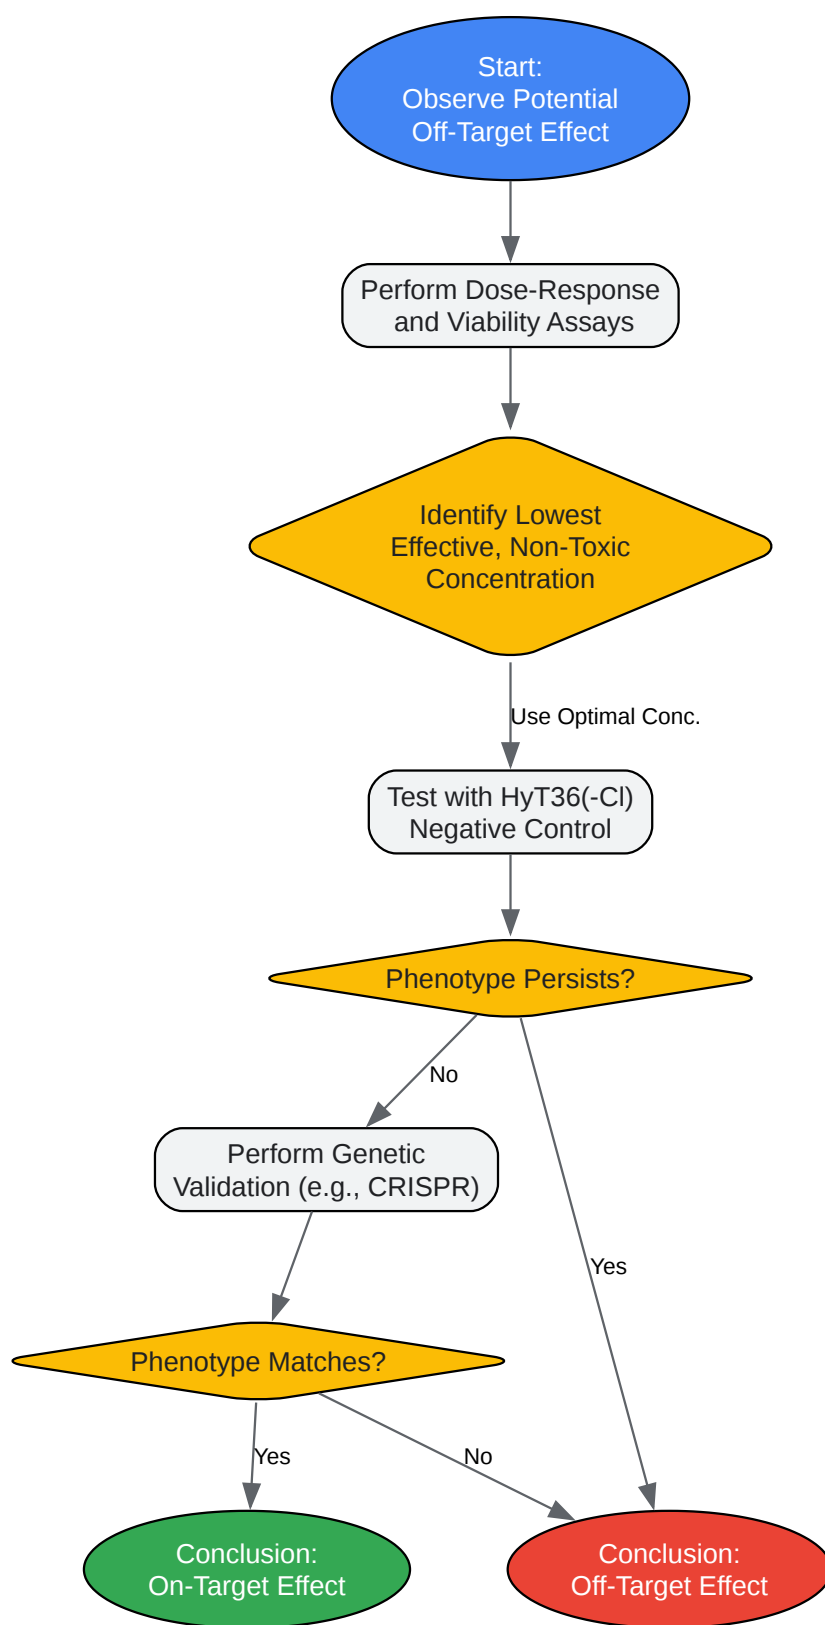 Start:
Observe Potential
Off-Target Effect
Perform Dose-Response
and Viability Assays
Identify Lowest
Effective, Non-Toxic
Concentration
Use Optimal Conc.
Test with HyT36(-Cl)
Negative Control
Phenotype Persists?
No
Perform Genetic
Validation (e.g., CRISPR)
Yes
Phenotype Matches?
Yes
No
Conclusion:
On-Target Effect
Conclusion:
Off-Target Effect